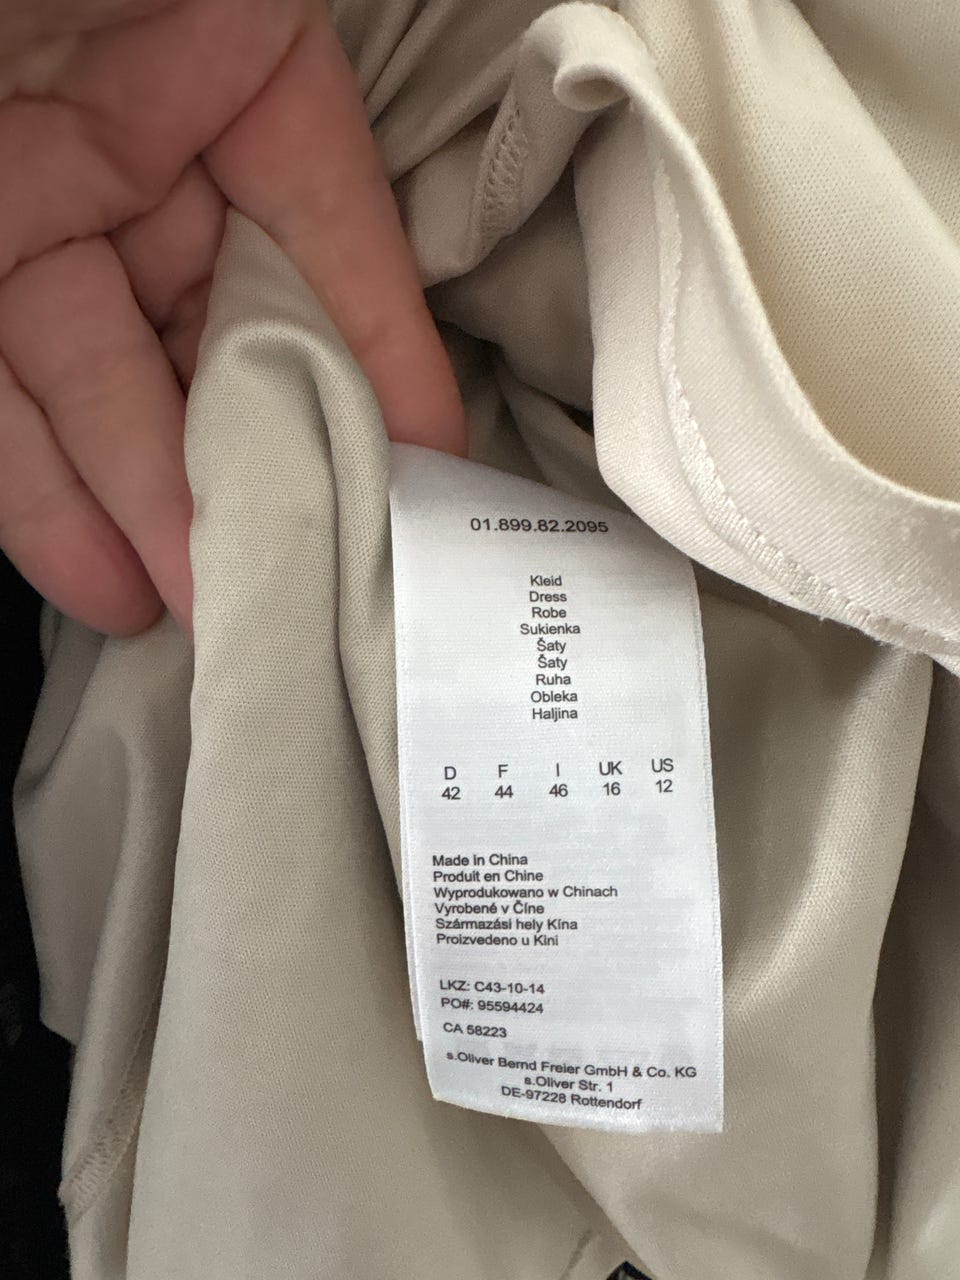 01.899.82.2095
Kleid
Dress
Robe
Sukienka
Šaty
Šaty
Ruha
Obleka
Haljina
D F I UK US
42 44 46 16 12
Made in China
Produit en Chine
Wyprodukowano w Chinach
Vyrobené v Číne
Származási hely Kína
Proizvedeno u Kini
LKZ: C43-10-14
PO#: 95594424
CA 58223
s.Oliver Bernd Freier GmbH & Co. KG
s.Oliver Str. 1
DE-97228 Rottendorf